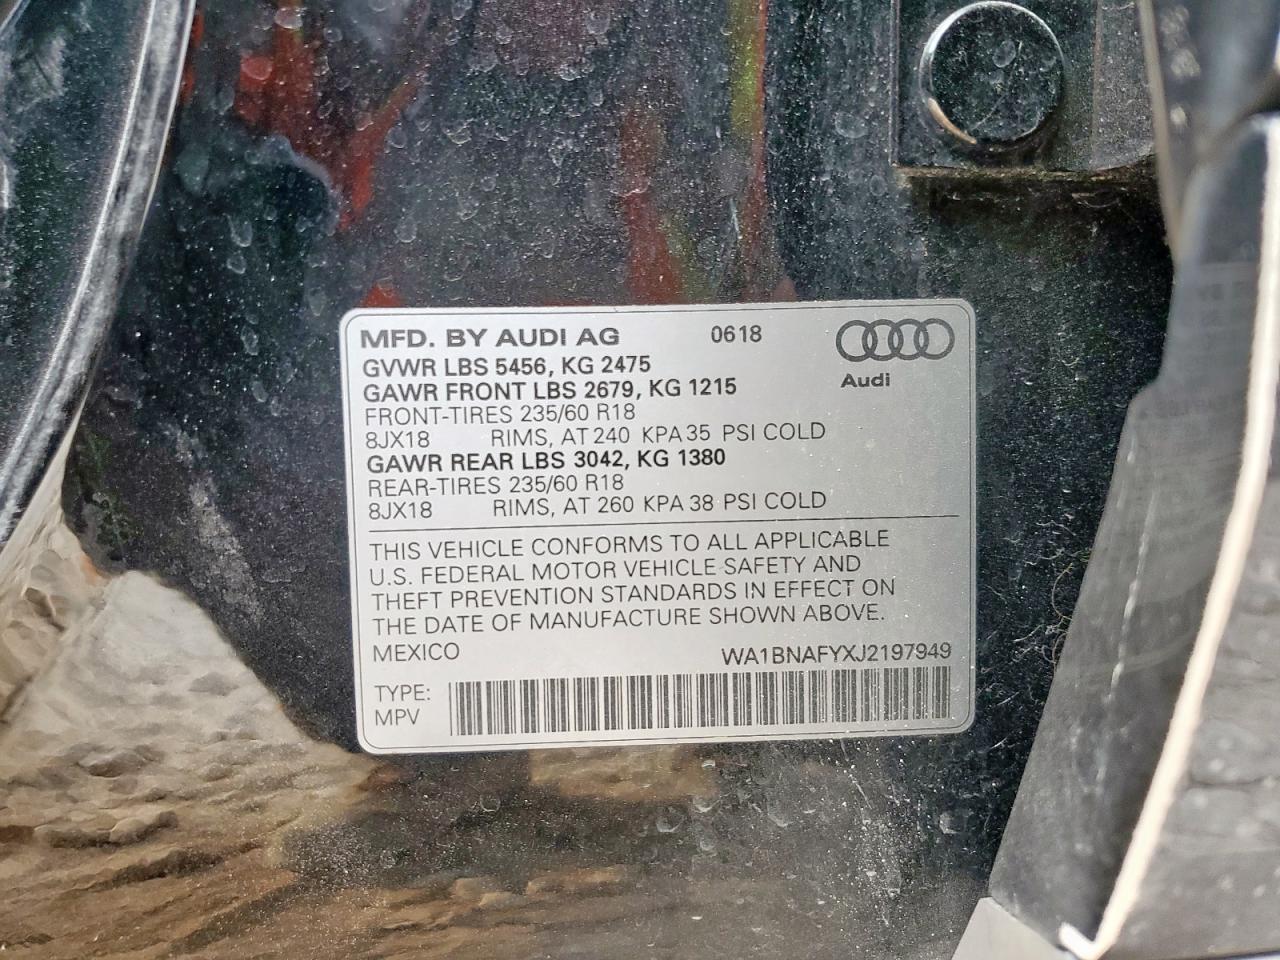 MFD. BY AUDI AG 0618
GVWR LBS 5456, KG 2475
GAWR FRONT LBS 2679, KG 1215
Audi
FRONT-TIRES 235/60 R18
8JX18 RIMS, AT 240 KPA 35 PSI COLD
GAWR REAR LBS 3042, KG 1380
REAR-TIRES 235/60 R18
8JX18 RIMS, AT 260 KPA 38 PSI COLD
THIS VEHICLE CONFORMS TO ALL APPLICABLE
U.S. FEDERAL MOTOR VEHICLE SAFETY AND
THEFT PREVENTION STANDARDS IN EFFECT ON
THE DATE OF MANUFACTURE SHOWN ABOVE.
MEXICO WA1BNAFYXJ2197949
TYPE:
MPV